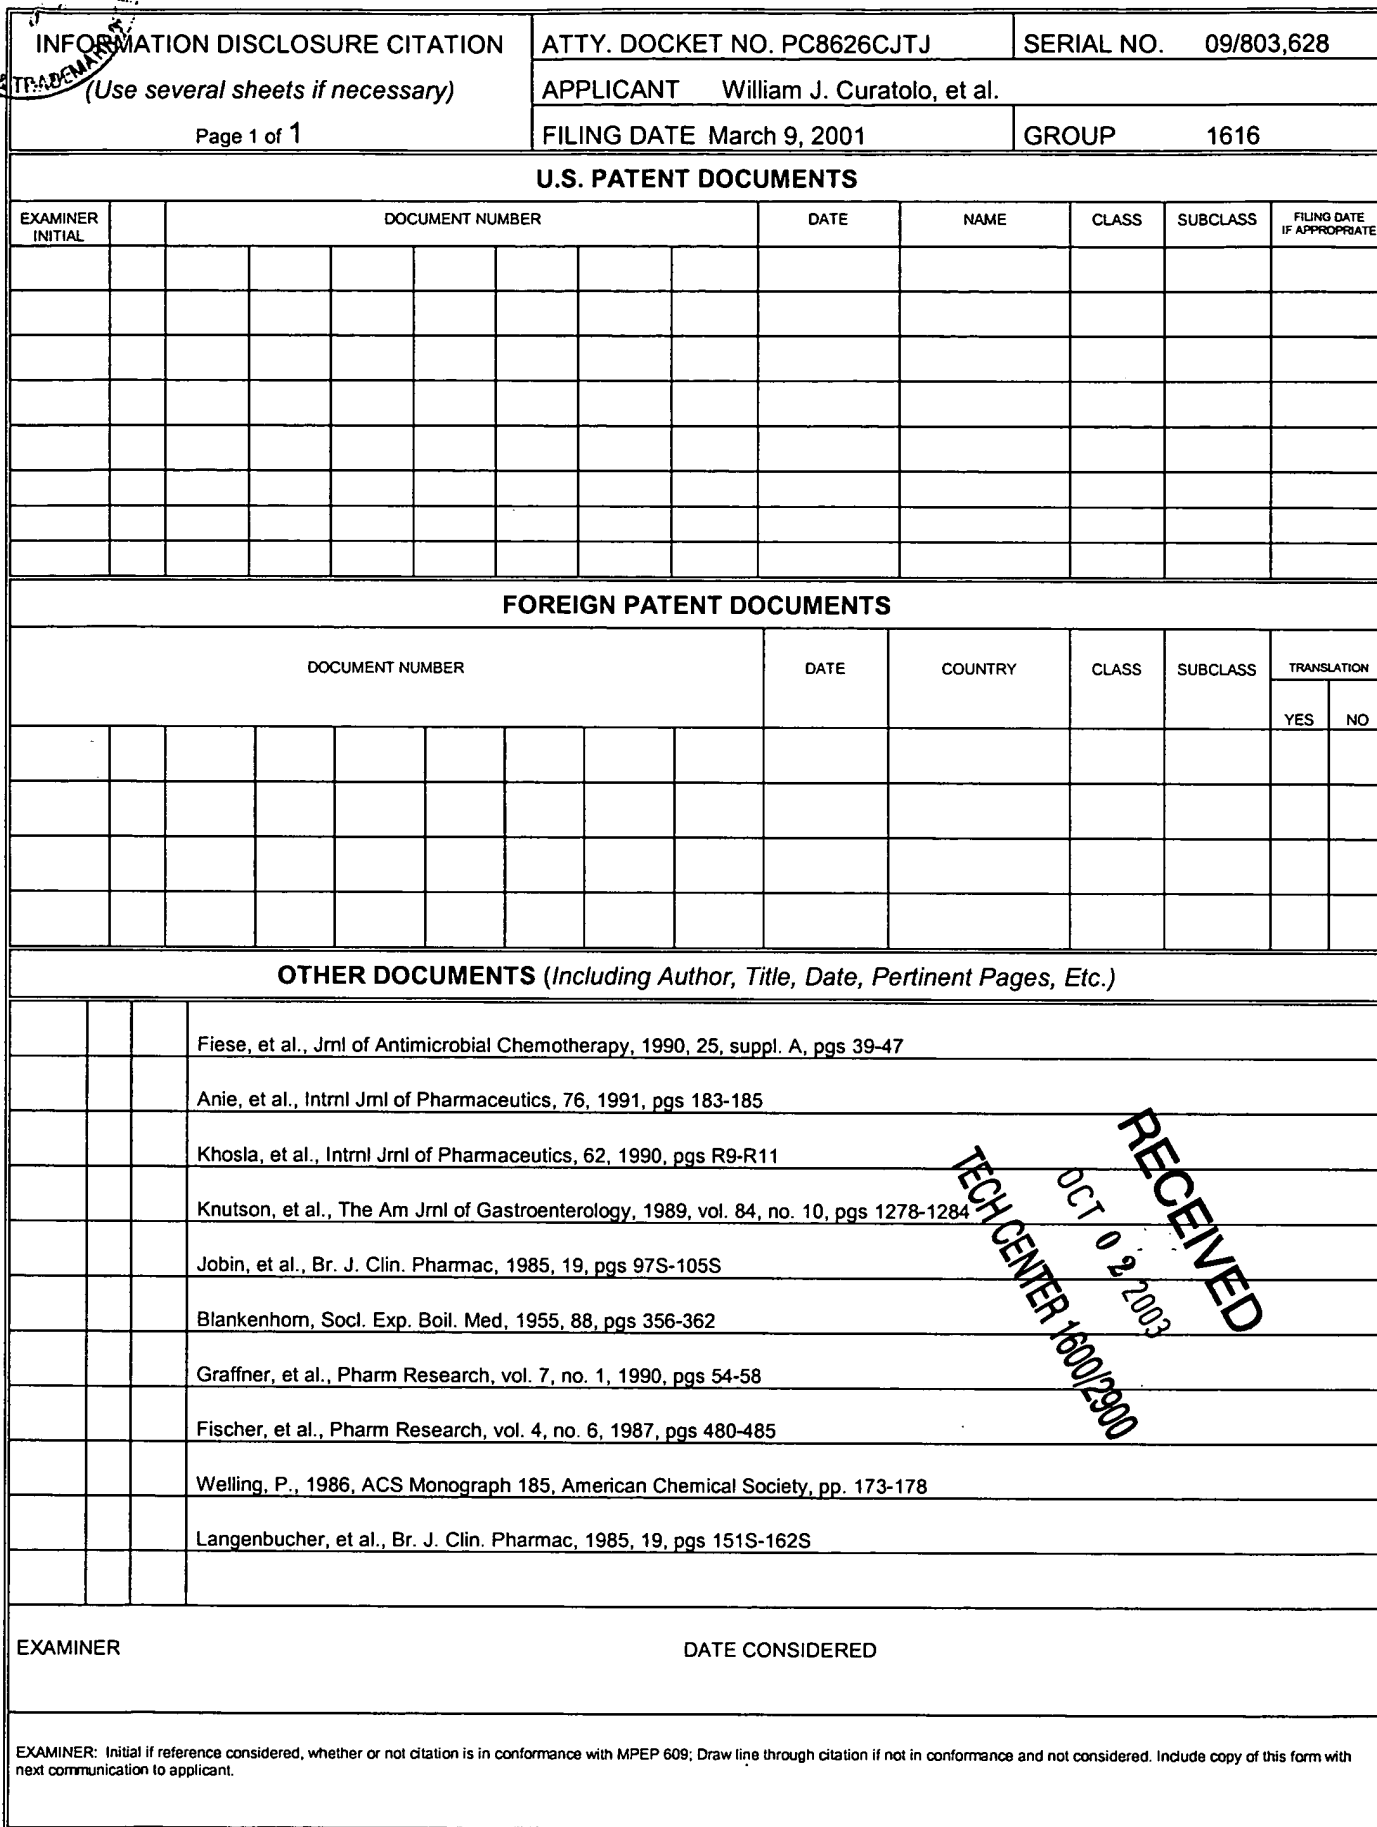 INFORMATION DISCLOSURE CITATION
(Use several sheets if necessary)
Page 1 of 1
TRADEMARK
ATTY. DOCKET NO. PC8626CJTJ
SERIAL NO. 09/803,628
APPLICANT William J. Curatolo, et al.
FILING DATE March 9, 2001
GROUP 1616
U.S. PATENT DOCUMENTS
EXAMINER INITIAL
DOCUMENT NUMBER
DATE
NAME
CLASS
SUBCLASS
FILING DATE IF APPROPRIATE
FOREIGN PATENT DOCUMENTS
DOCUMENT NUMBER
DATE
COUNTRY
CLASS
SUBCLASS
TRANSLATION
YES
NO
OTHER DOCUMENTS (Including Author, Title, Date, Pertinent Pages, Etc.)
Fiese, et al., Jrnl of Antimicrobial Chemotherapy, 1990, 25, suppl. A, pgs 39-47
Anie, et al., Intrnl Jrnl of Pharmaceutics, 76, 1991, pgs 183-185
Khosla, et al., Intrnl Jrnl of Pharmaceutics, 62, 1990, pgs R9-R11
Knutson, et al., The Am Jrnl of Gastroenterology, 1989, vol. 84, no. 10, pgs 1278-1284
Jobin, et al., Br. J. Clin. Pharmac, 1985, 19, pgs 97S-105S
Blankenhorn, Socl. Exp. Boil. Med, 1955, 88, pgs 356-362
Graffner, et al., Pharm Research, vol. 7, no. 1, 1990, pgs 54-58
Fischer, et al., Pharm Research, vol. 4, no. 6, 1987, pgs 480-485
Welling, P., 1986, ACS Monograph 185, American Chemical Society, pp. 173-178
Langenbucher, et al., Br. J. Clin. Pharmac, 1985, 19, pgs 151S-162S
RECEIVED
OCT 02 2003
TECH CENTER 1600/2900
EXAMINER
DATE CONSIDERED
EXAMINER: Initial if reference considered, whether or not citation is in conformance with MPEP 609; Draw line through citation if not in conformance and not considered. Include copy of this form with
next communication to applicant.